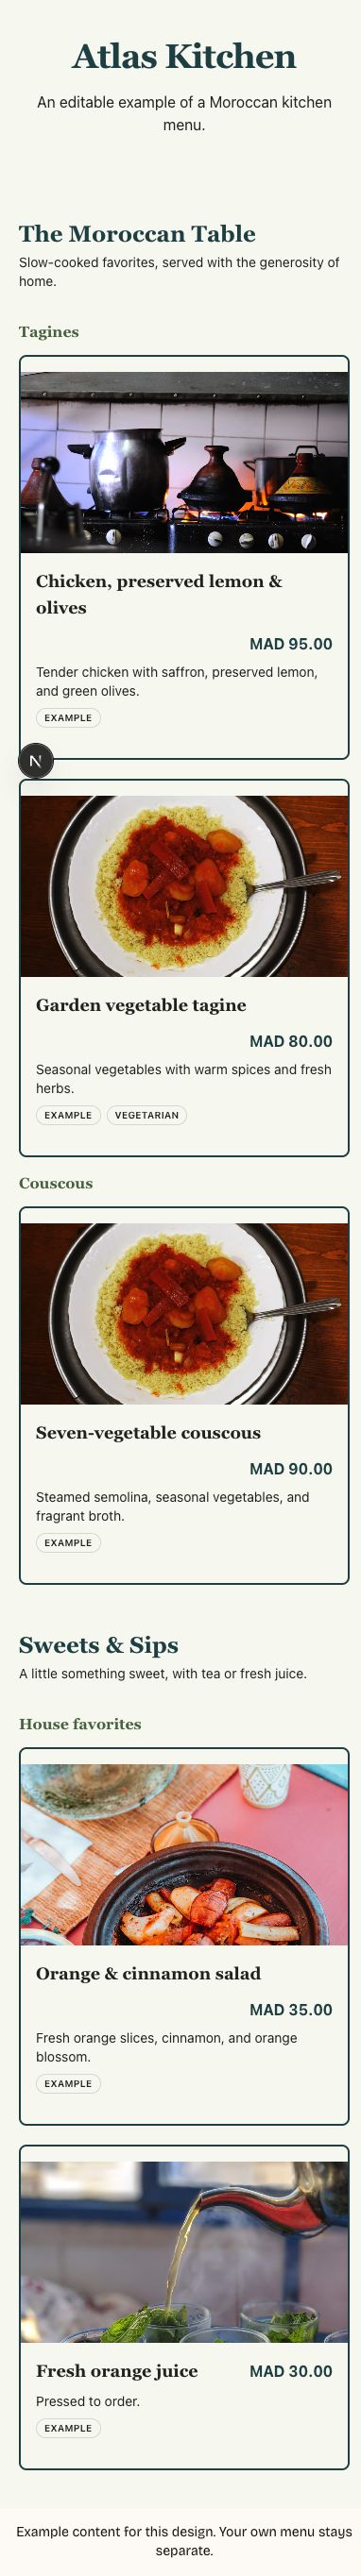 Atlas Kitchen
An editable example of a Moroccan kitchen
menu.
The Moroccan Table
Slow-cooked favorites, served with the generosity of
home.
Tagines
Chicken, preserved lemon &
olives
MAD 95.00
Tender chicken with saffron, preserved lemon,
and green olives.
EXAMPLE
N
Garden vegetable tagine
MAD 80.00
Seasonal vegetables with warm spices and fresh
herbs.
EXAMPLE VEGETARIAN
Couscous
Seven-vegetable couscous
MAD 90.00
Steamed semolina, seasonal vegetables, and
fragrant broth.
EXAMPLE
Sweets & Sips
A little something sweet, with tea or fresh juice.
House favorites
Orange & cinnamon salad
MAD 35.00
Fresh orange slices, cinnamon, and orange
blossom.
EXAMPLE
Fresh orange juice MAD 30.00
Pressed to order.
EXAMPLE
Example content for this design. Your own menu stays
separate.